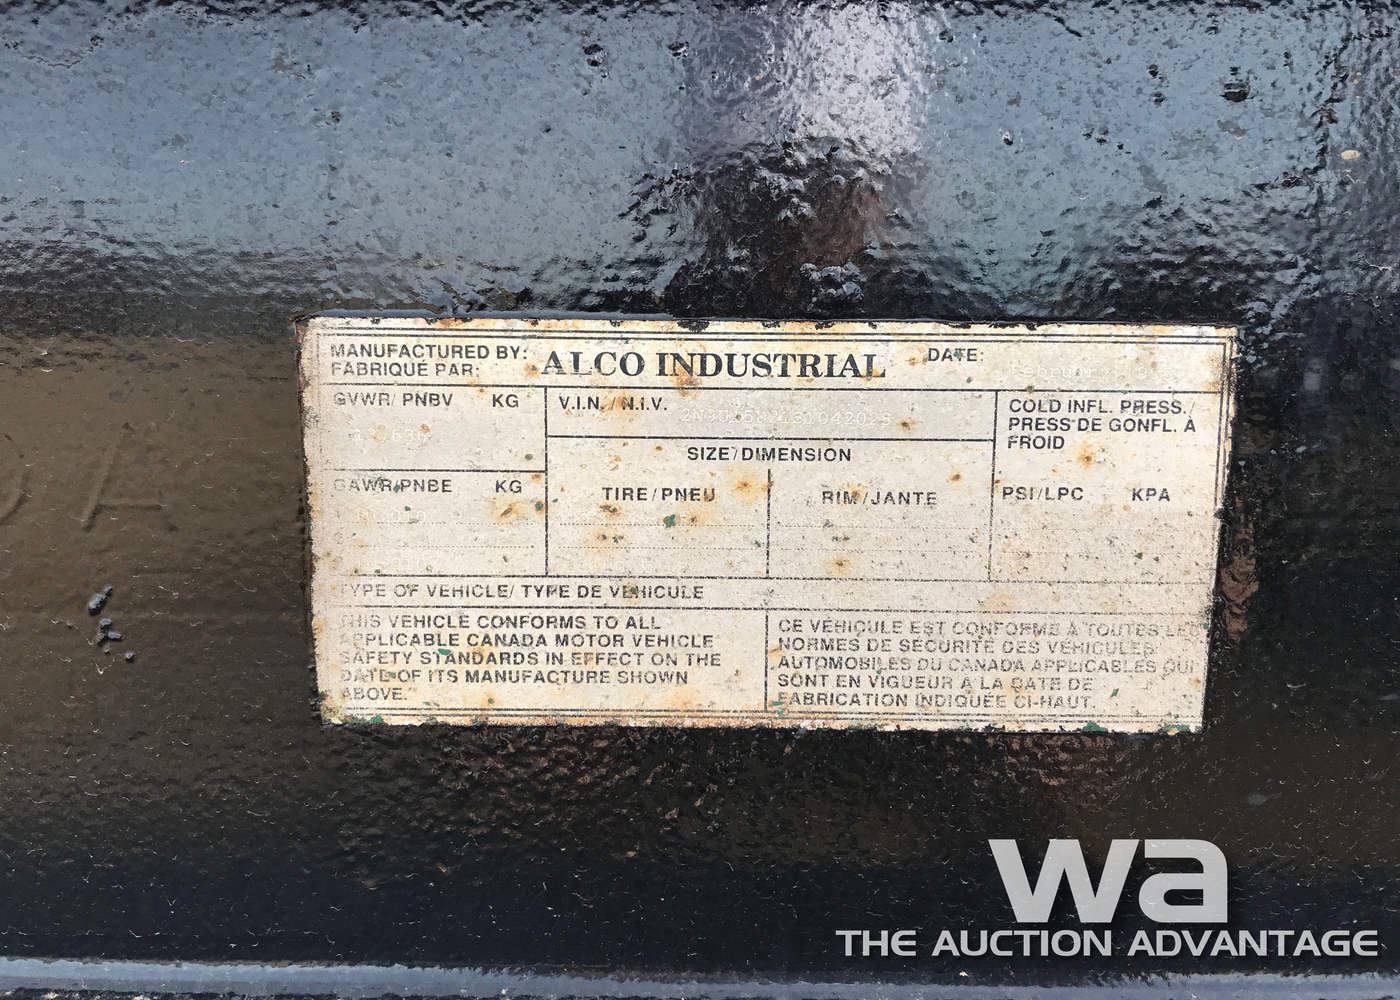 MANUFACTURED BY:
FABRIQUÉ PAR:
ALCO INDUSTRIAL
DATE:
GVWR/ PNBV KG
V.I.N. / N.I.V.
COLD INFL. PRESS./
PRESS DE GONFL. À
FROID
SIZE/DIMENSION
GAWR/PNBE KG
TIRE/PNEU
RIM/JANTE
PSI/LPC KPA
TYPE OF VEHICLE/ TYPE DE VÉHICULE
THIS VEHICLE CONFORMS TO ALL
APPLICABLE CANADA MOTOR VEHICLE
SAFETY STANDARDS IN EFFECT ON THE
DATE OF ITS MANUFACTURE SHOWN
ABOVE.
CE VÉHICULE EST CONFORME À TOUTES LES
NORMES DE SÉCURITÉ DES VÉHICULES
AUTOMOBILES DU CANADA APPLICABLES QUI
SONT EN VIGUEUR À LA DATE DE
FABRICATION INDIQUÉE CI-HAUT.
wa
THE AUCTION ADVANTAGE